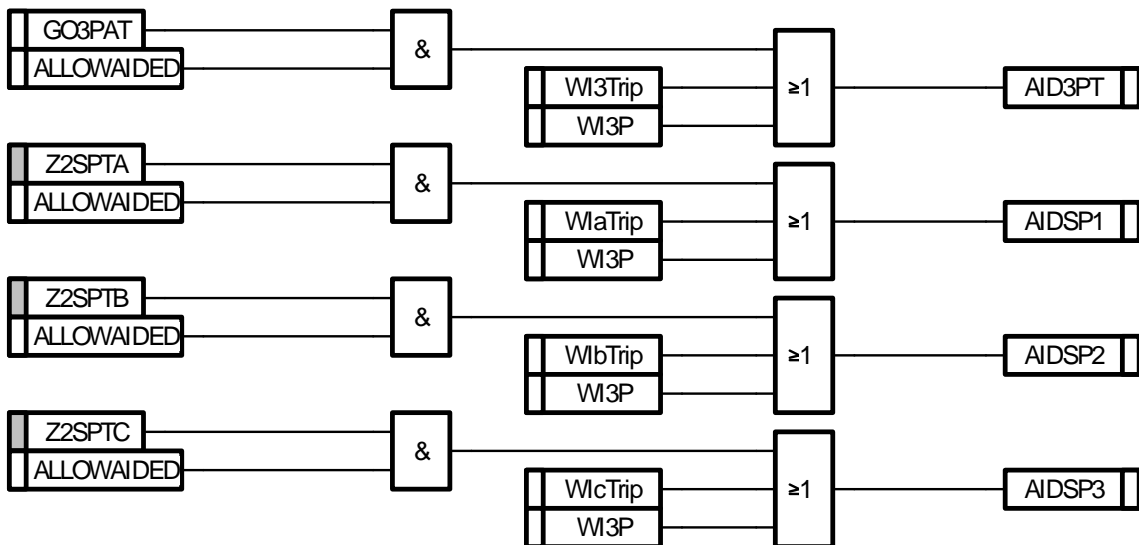 GO3PAT
&
ALLOWAIDED
WI3Trip
≥1
AID3PT
WI3P
Z2SPTA
&
ALLOWAIDED
WIaTrip
≥1
AIDSP1
WI3P
Z2SPTB
&
ALLOWAIDED
WIbTrip
≥1
AIDSP2
WI3P
Z2SPTC
&
ALLOWAIDED
WIcTrip
≥1
AIDSP3
WI3P